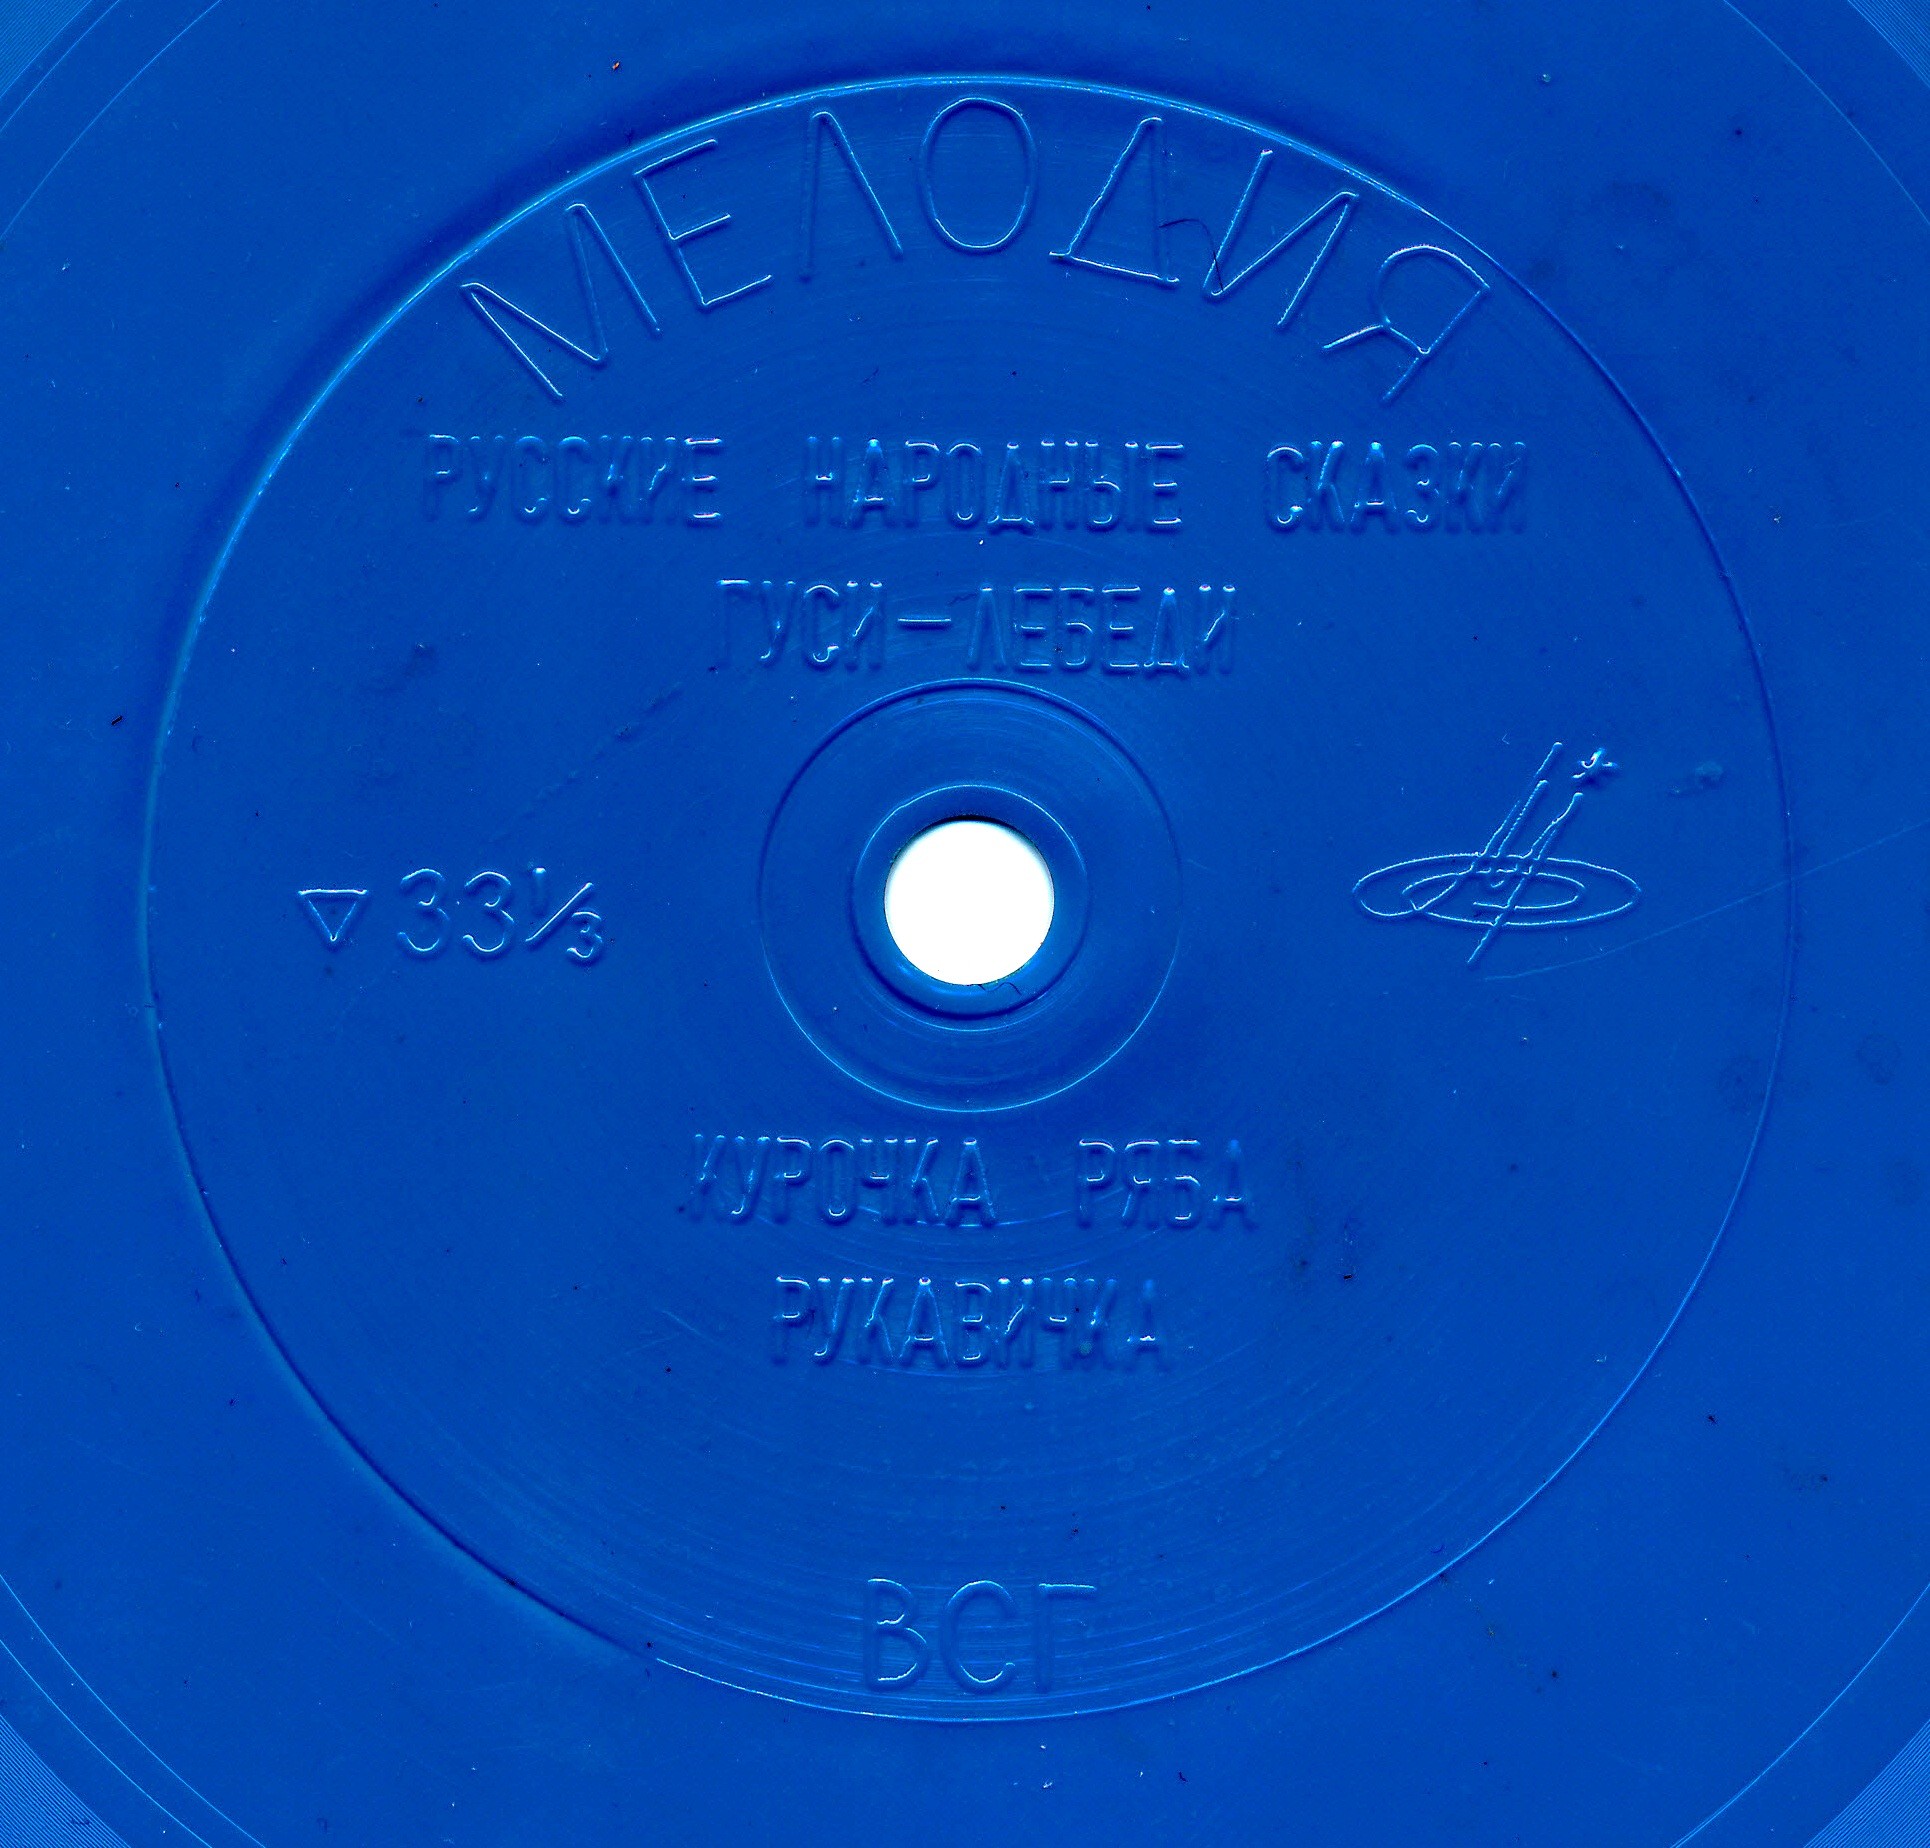 МЕЛОДИЯ
РУССКИЕ НАРОДНЫЕ СКАЗКИ
ГУСИ-ЛЕБЕДИ
▽ 33⅓
КУРОЧКА РЯБА
РУКАВИЧКА
ВСГ